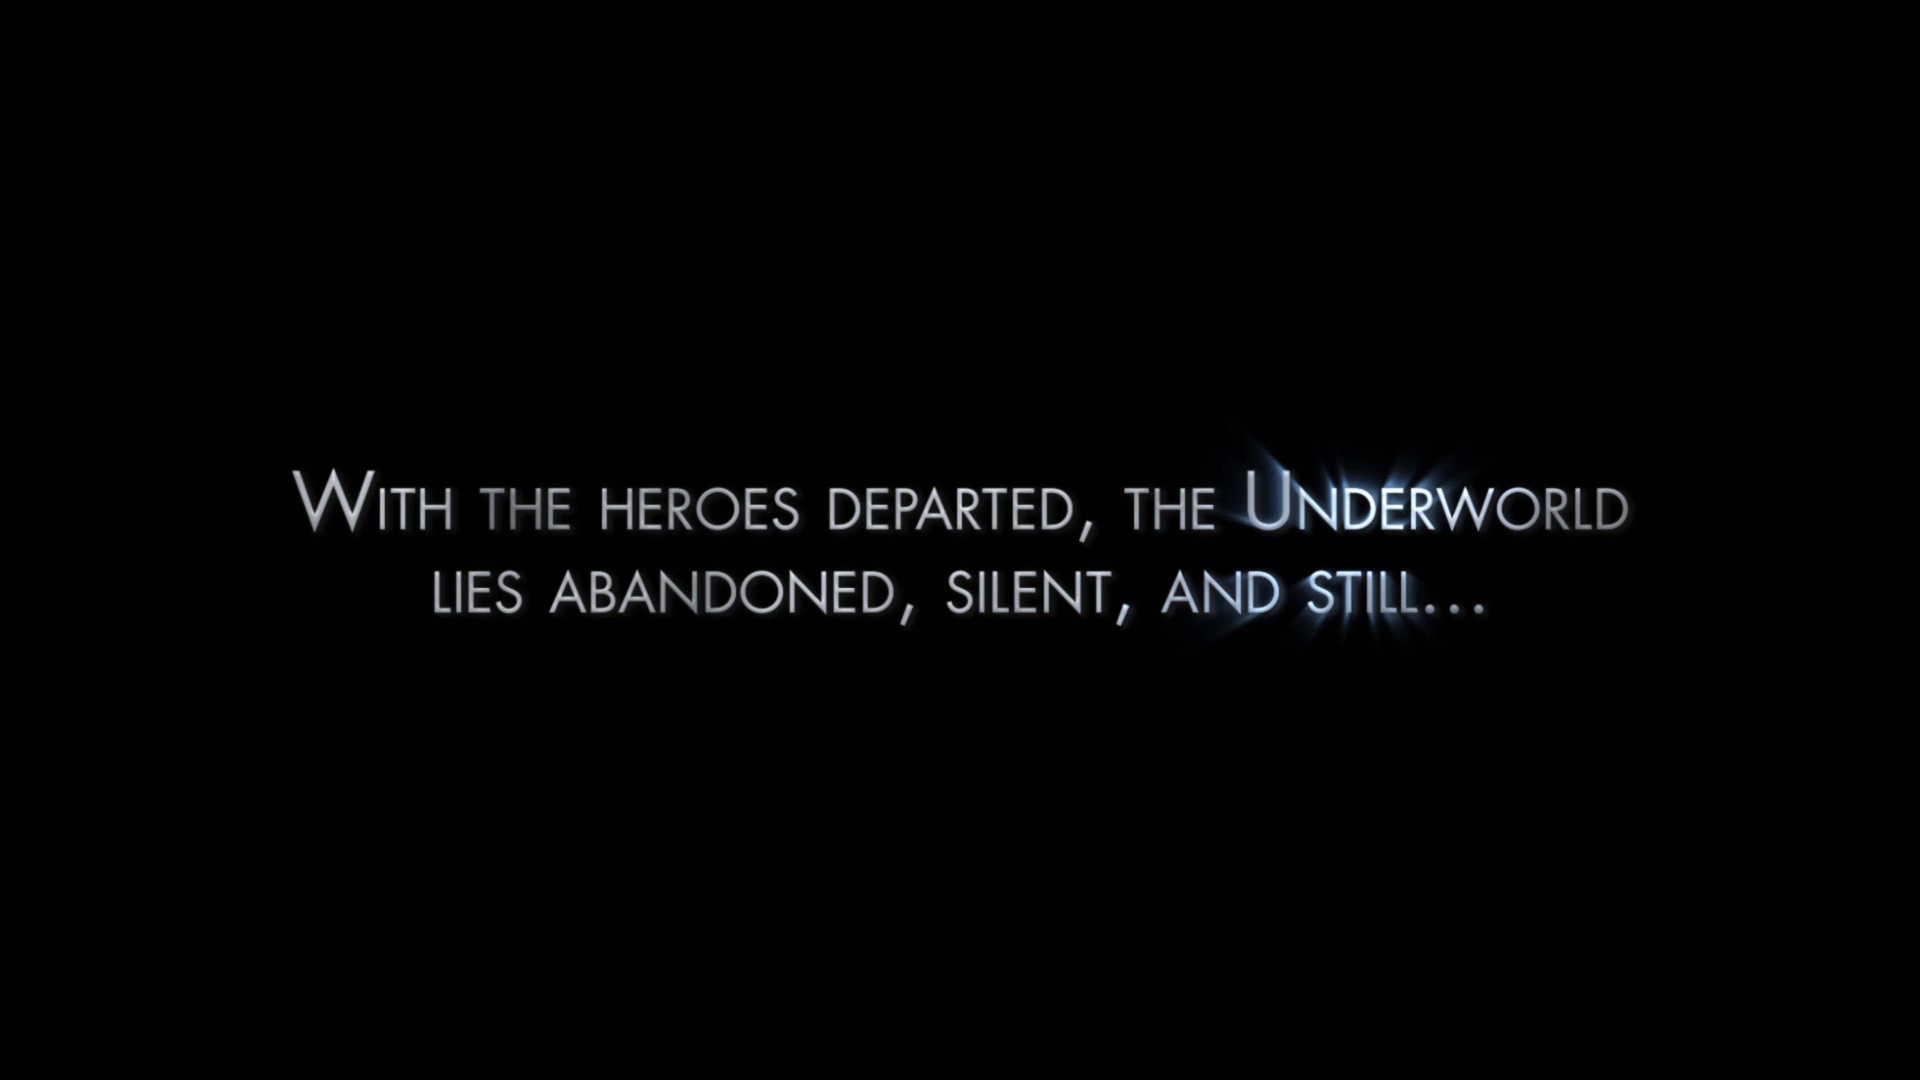 With the heroes departed, the Underworld
lies abandoned, silent, and still...